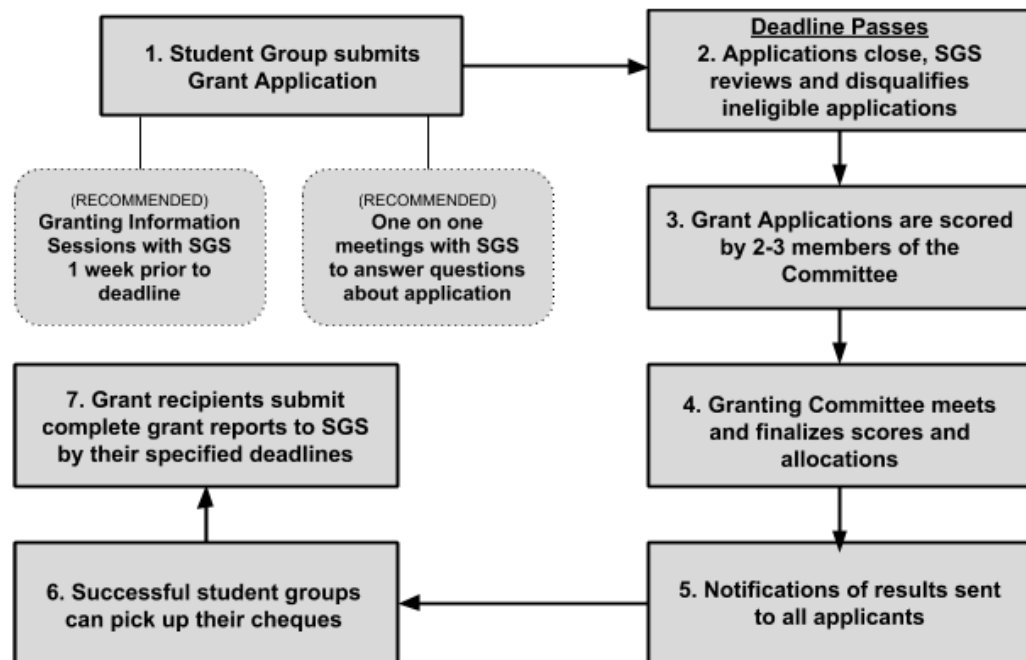 1. Student Group submits
Grant Application
Deadline Passes
2. Applications close, SGS
reviews and disqualifies
ineligible applications
(RECOMMENDED)
Granting Information
Sessions with SGS
1 week prior to
deadline
(RECOMMENDED)
One on one
meetings with SGS
to answer questions
about application
3. Grant Applications are scored
by 2-3 members of the
Committee
4. Granting Committee meets
and finalizes scores and
allocations
5. Notifications of results sent
to all applicants
6. Successful student groups
can pick up their cheques
7. Grant recipients submit
complete grant reports to SGS
by their specified deadlines